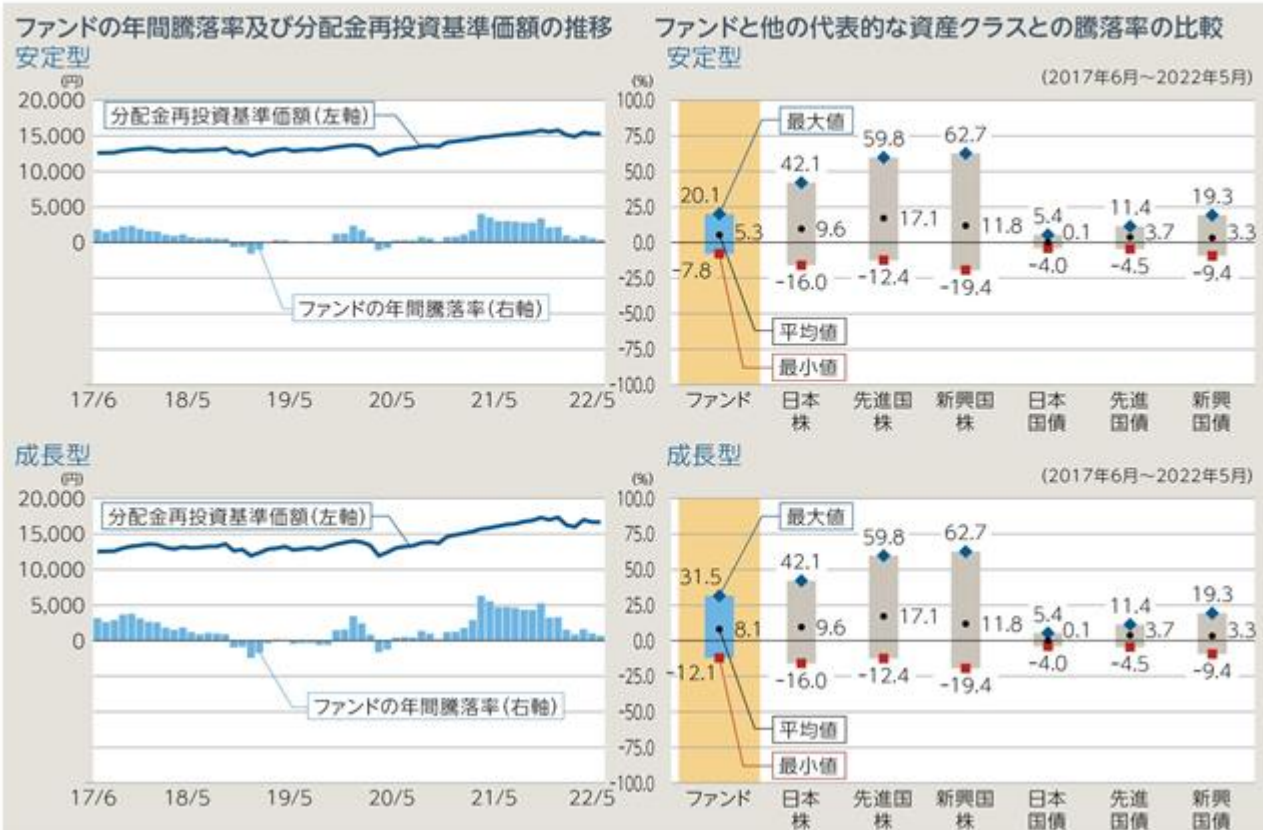 ファンドの年間騰落率及び分配金再投資基準価額の推移
安定型
(円)
(%)
20,000
15,000
10,000
5,000
0
100.0
75.0
50.0
25.0
0.0
-25.0
-50.0
-75.0
-100.0
分配金再投資基準価額(左軸)
ファンドの年間騰落率(右軸)
17/6 18/5 19/5 20/5 21/5 22/5
ファンドと他の代表的な資産クラスとの騰落率の比較
安定型
(2017年6月~2022年5月)
最大値
平均値
最小値
20.1 42.1 59.8 62.7 5.4 11.4 19.3
5.3 9.6 17.1 11.8 0.1 3.7 3.3
-7.8 -16.0 -12.4 -19.4 -4.0 -4.5 -9.4
ファンド 日本 先進国 新興国 日本 先進 新興
株 株 株 国債 国債 国債
成長型
(円)
(%)
20,000
15,000
10,000
5,000
0
100.0
75.0
50.0
25.0
0.0
-25.0
-50.0
-75.0
-100.0
分配金再投資基準価額(左軸)
ファンドの年間騰落率(右軸)
17/6 18/5 19/5 20/5 21/5 22/5
成長型
(2017年6月~2022年5月)
最大値
平均値
最小値
31.5 42.1 59.8 62.7 5.4 11.4 19.3
8.1 9.6 17.1 11.8 0.1 3.7 3.3
-12.1 -16.0 -12.4 -19.4 -4.0 -4.5 -9.4
ファンド 日本 先進国 新興国 日本 先進 新興
株 株 株 国債 国債 国債